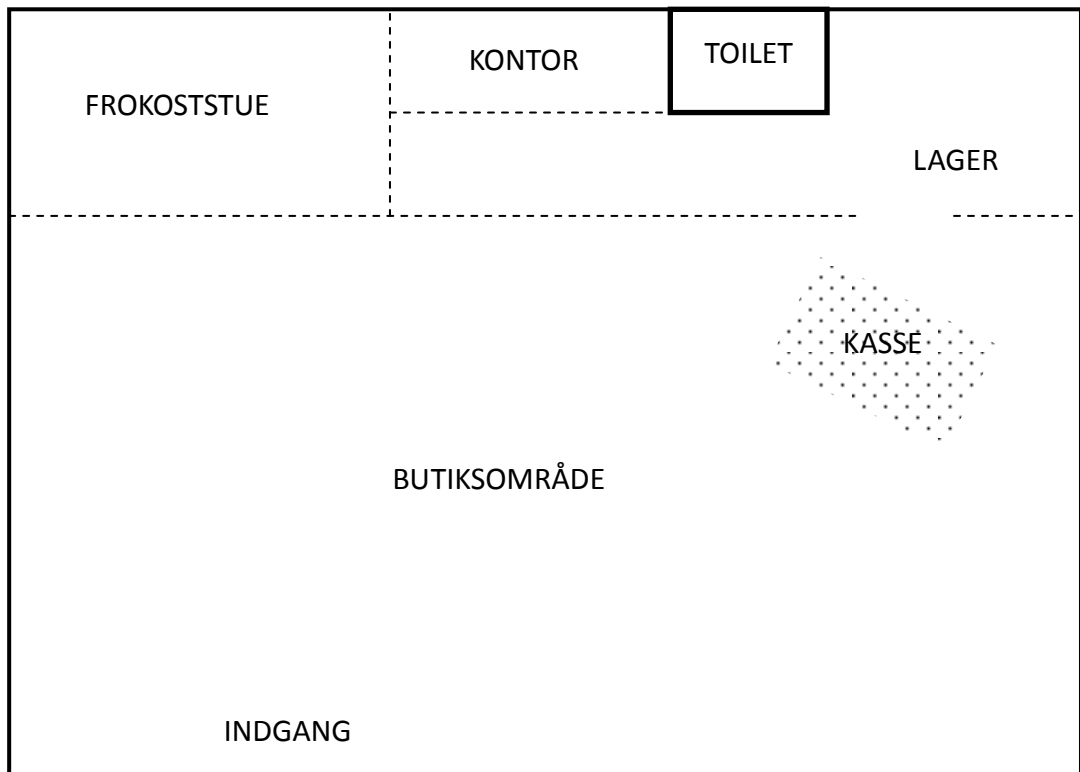 KONTOR
TOILET
FROKOSTSTUE
LAGER
KASSE
BUTIKSOMRÅDE
INDGANG